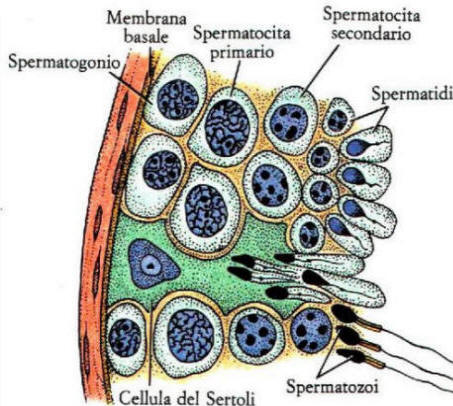 Membrana
basale
Spermatogonio
Spermatocita
primario
Spermatocita
secondario
Spermatidi
Cellula del Sertoli
Spermatozoi